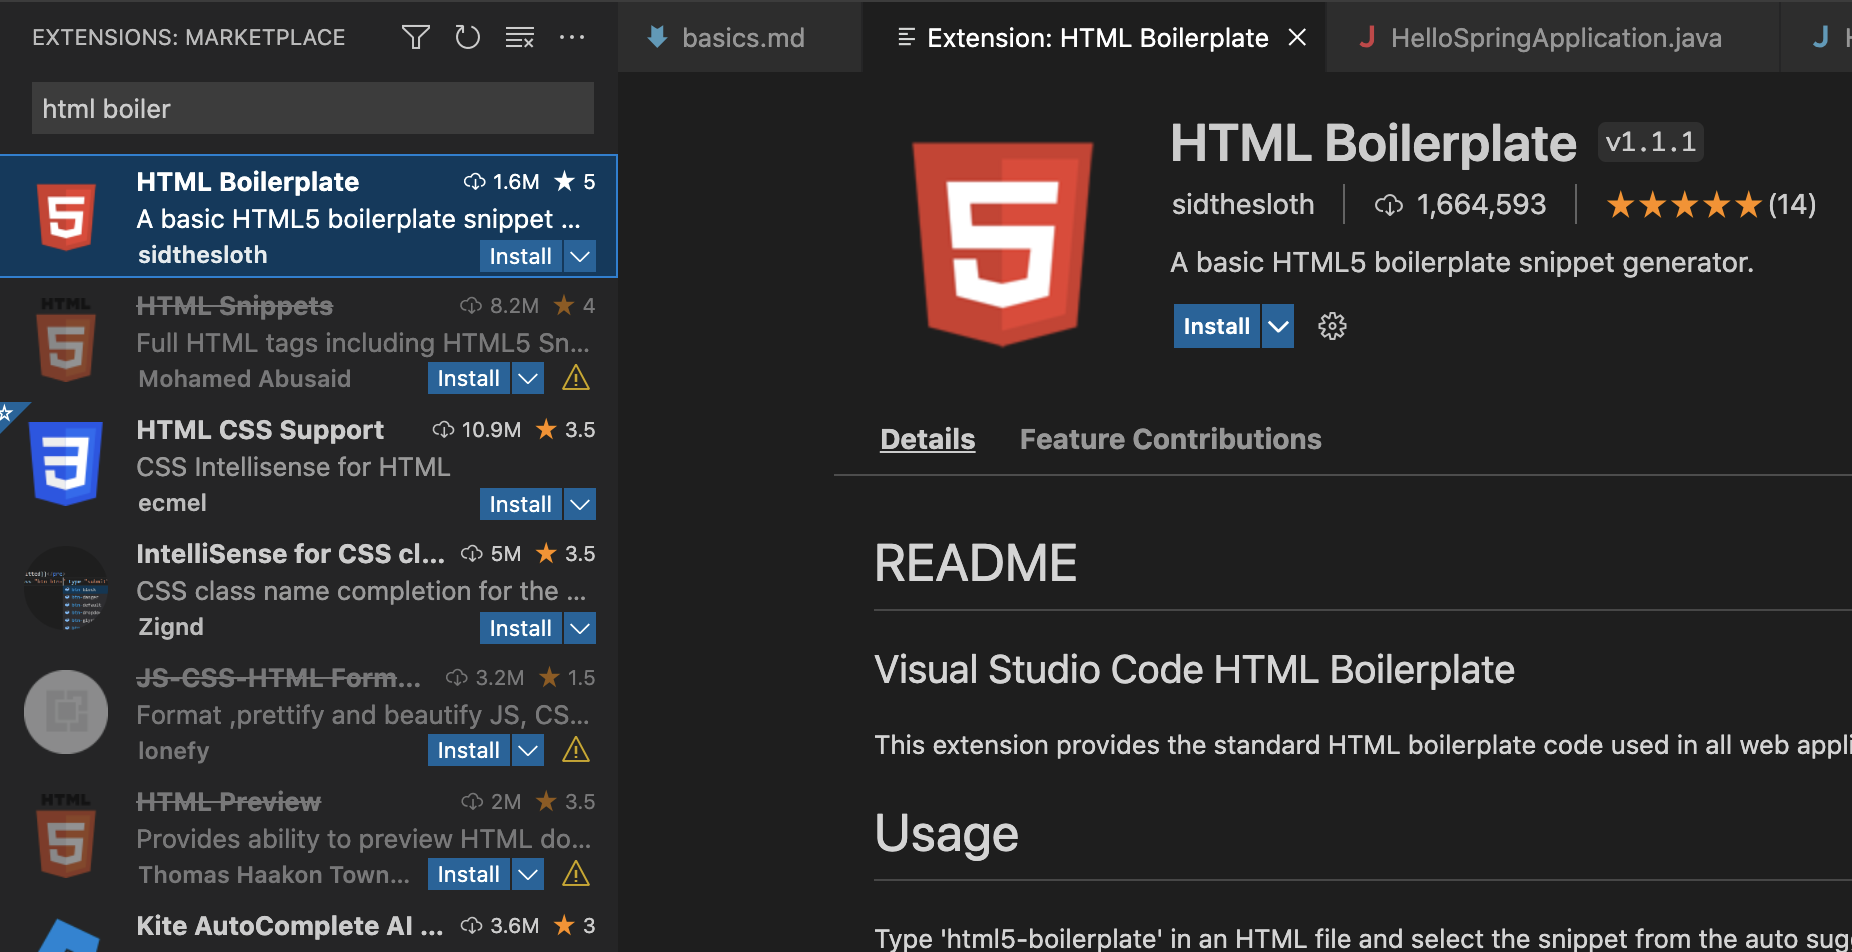 EXTENSIONS: MARKETPLACE
html boiler
HTML Boilerplate 1.6M 5
A basic HTML5 boilerplate snippet ...
sidthesloth Install
HTML
HTML Snippets 8.2M 4
Full HTML tags including HTML5 Sn...
Mohamed Abusaid Install
HTML CSS Support 10.9M 3.5
CSS Intellisense for HTML
ecmel Install
IntelliSense for CSS cl... 5M 3.5
CSS class name completion for the ...
Zignd Install
JS-CSS-HTML Form... 3.2M 1.5
Format ,prettify and beautify JS, CS...
lonefy Install
HTML
HTML Preview 2M 3.5
Provides ability to preview HTML do...
Thomas Haakon Town... Install
Kite AutoComplete AI ... 3.6M 3
basics.md
Extension: HTML Boilerplate
HelloSpringApplication.java
HTML Boilerplate v1.1.1
sidthesloth 1,664,593 (14)
A basic HTML5 boilerplate snippet generator.
Install
Details Feature Contributions
README
Visual Studio Code HTML Boilerplate
This extension provides the standard HTML boilerplate code used in all web appli
Usage
Type 'html5-boilerplate' in an HTML file and select the snippet from the auto sug